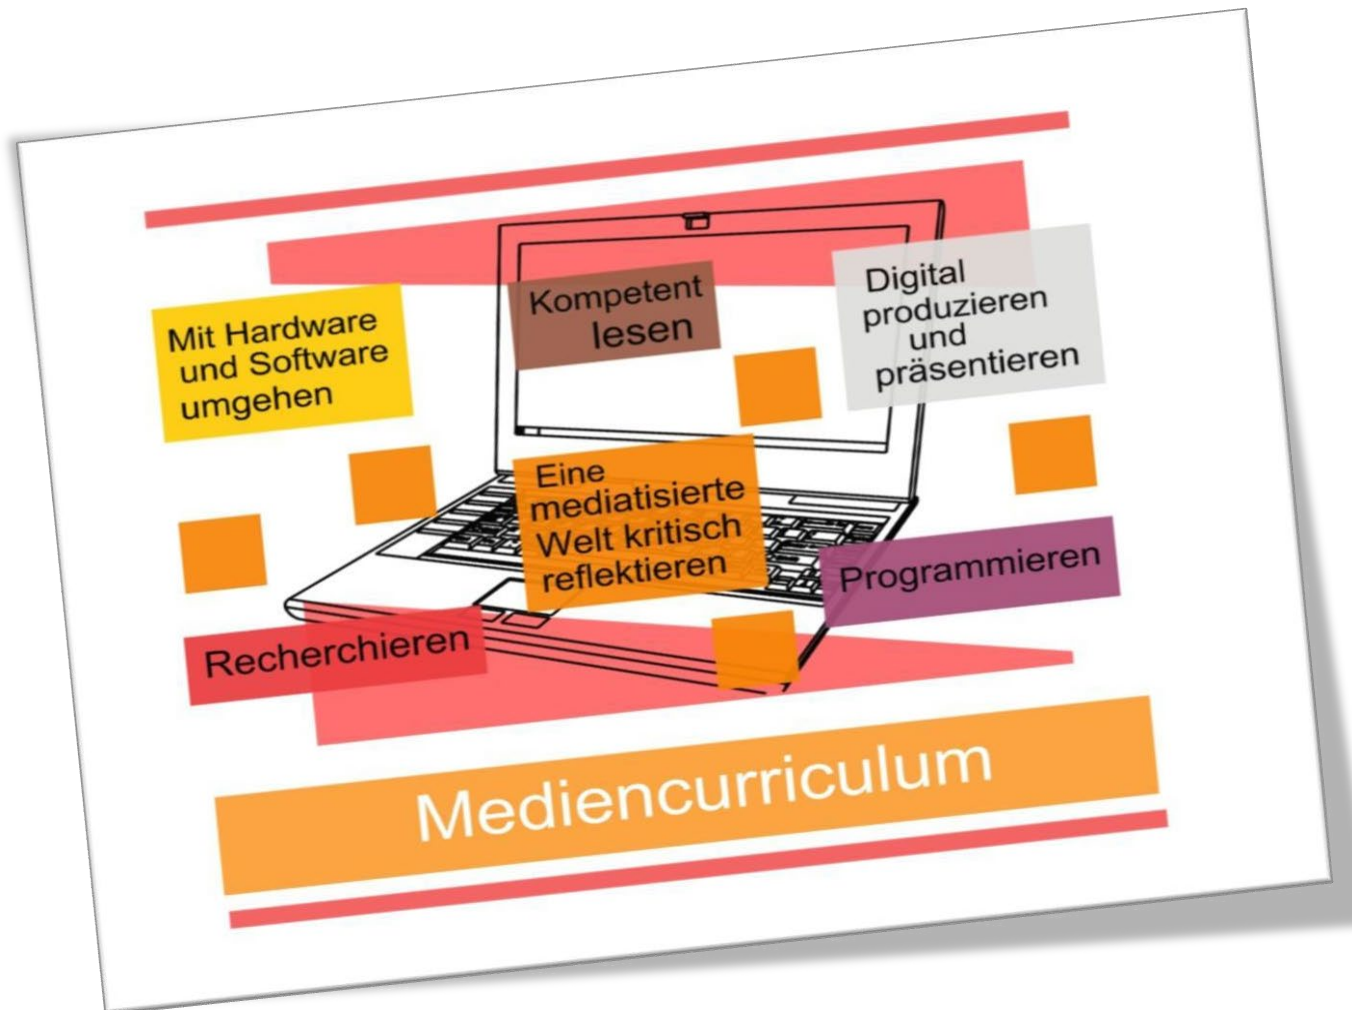 Mit Hardware
und Software
umgehen
Kompetent
lesen
Digital
produzieren
und
präsentieren
Eine
mediatisierte
Welt kritisch
reflektieren
Programmieren
Recherchieren
Mediencurriculum